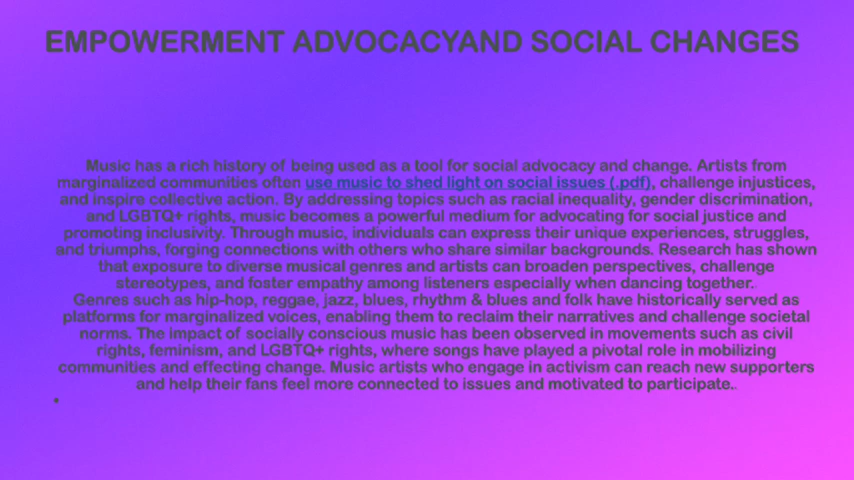 EMPOWERMENT ADVOCACYAND SOCIAL CHANGES
Music has a rich history of being used as a tool for social advocacy and change. Artists from
marginalized communities often use music to shed light on social issues (.pdf), challenge injustices,
and inspire collective action. By addressing topics such as racial inequality, gender discrimination,
and LGBTQ+ rights, music becomes a powerful medium for advocating for social justice and
promoting inclusivity. Through music, individuals can express their unique experiences, struggles,
and triumphs, forging connections with others who share similar backgrounds. Research has shown
that exposure to diverse musical genres and artists can broaden perspectives, challenge
stereotypes, and foster empathy among listeners especially when dancing together.
Genres such as hip-hop, reggae, jazz, blues, rhythm & blues and folk have historically served as
platforms for marginalized voices, enabling them to reclaim their narratives and challenge societal
norms. The impact of socially conscious music has been observed in movements such as civil
rights, feminism, and LGBTQ+ rights, where songs have played a pivotal role in mobilizing
communities and effecting change. Music artists who engage in activism can reach new supporters
and help their fans feel more connected to issues and motivated to participate..
•